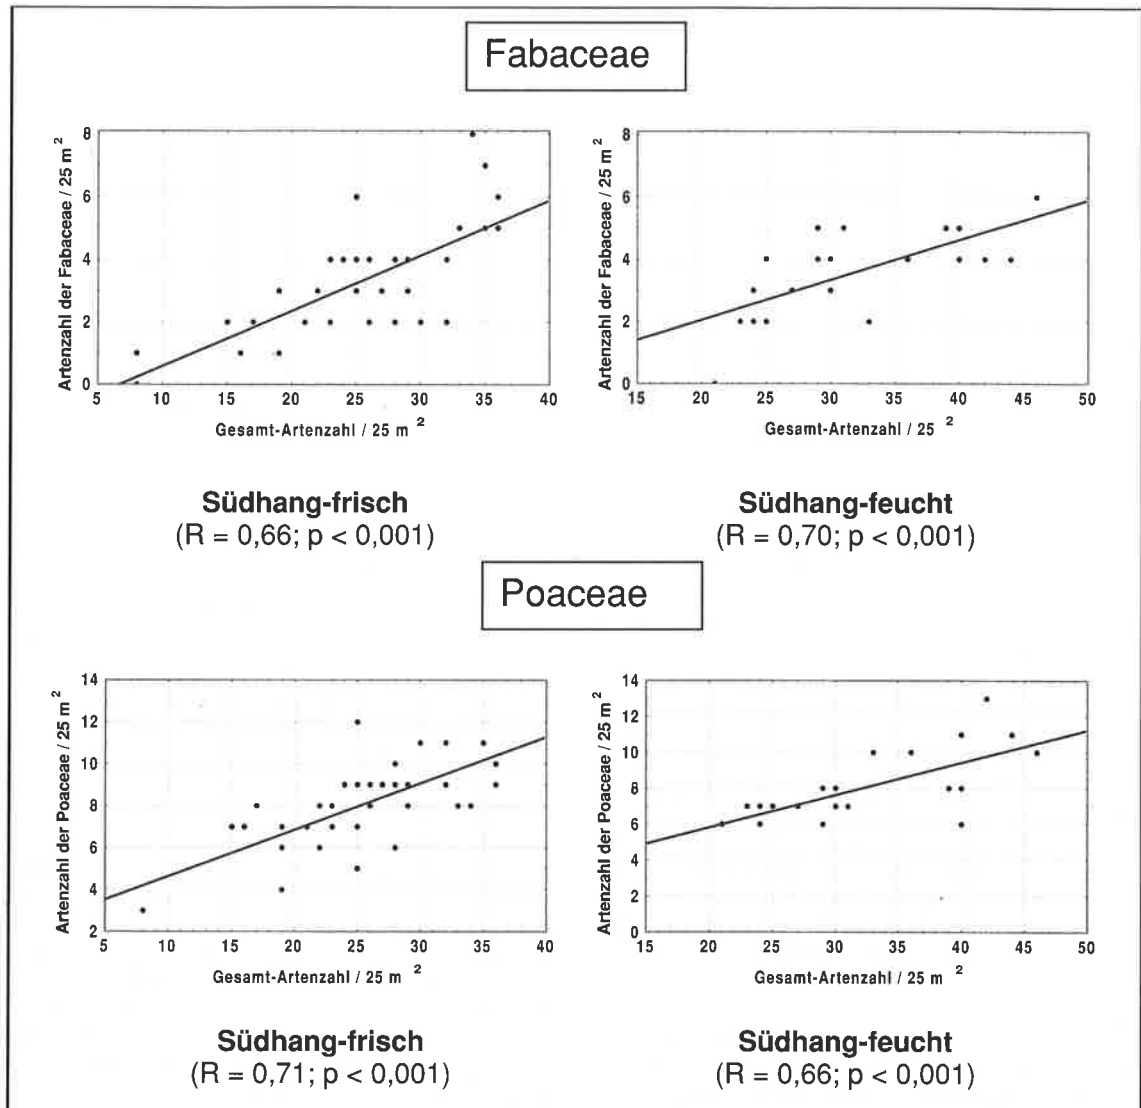 Fabaceae
Artenzahl der Fabaceae / 25 m²
8
6
4
2
0
5 10 15 20 25 30 35 40
Gesamt-Artenzahl / 25 m ²
Artenzahl der Fabaceae / 25 m²
8
6
4
2
0
15 20 25 30 35 40 45 50
Gesamt-Artenzahl / 25 ²
Südhang-frisch
(R = 0,66; p < 0,001)
Südhang-feucht
(R = 0,70; p < 0,001)
Poaceae
Artenzahl der Poaceae / 25 m²
14
12
10
8
6
4
2
5 10 15 20 25 30 35 40
Gesamt-Artenzahl / 25 m ²
Artenzahl der Poaceae / 25 m²
14
12
10
8
6
4
2
0
15 20 25 30 35 40 45 50
Gesamt-Artenzahl / 25 m²
Südhang-frisch
(R = 0,71; p < 0,001)
Südhang-feucht
(R = 0,66; p < 0,001)